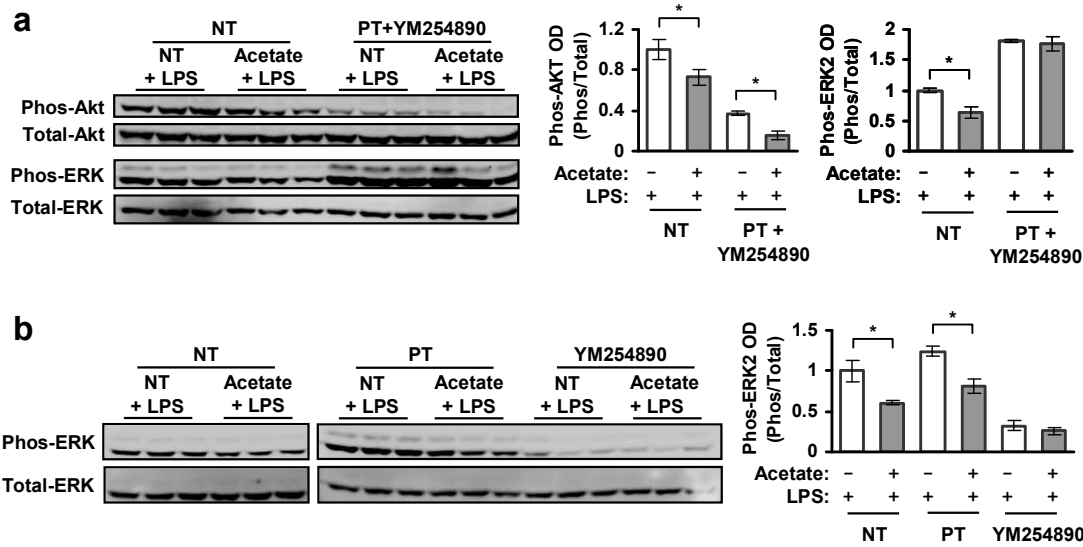 a
NT PT+YM254890
NT Acetate NT Acetate
+ LPS + LPS + LPS + LPS
Phos-Akt
Total-Akt
Phos-ERK
Total-ERK
Phos-AKT OD
(Phos/Total)
1.2
0.8
0.4
0
* *
Acetate: – + – +
LPS: + + + +
NT PT +
YM254890
Phos-ERK2 OD
(Phos/Total)
2
1.5
1
0.5
0
*
Acetate: – + – +
LPS: + + + +
NT PT +
YM254890
b
NT PT YM254890
NT Acetate NT Acetate NT Acetate
+ LPS + LPS + LPS + LPS + LPS + LPS
Phos-ERK
Total-ERK
Phos-ERK2 OD
(Phos/Total)
1.5
1
0.5
0
* *
Acetate: – + – + – +
LPS: + + + + + +
NT PT YM254890